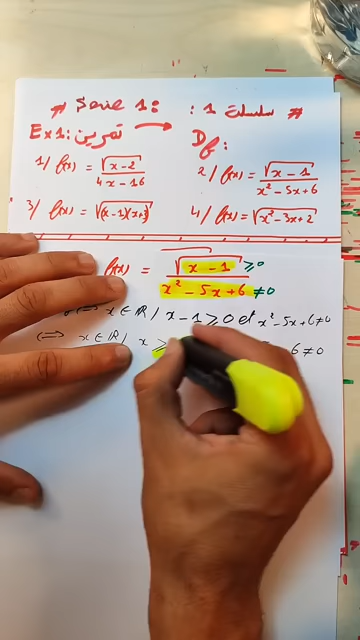 # Serie 1: : سلسلة 1 #
Ex1: تمرين → Df:
1/ f(x) = √(x-2) / (4x-16)
2/ f(x) = √(x-1) / (x²-5x+6)
3/ f(x) = √((x-1)(x+3))
4/ f(x) = √(x²-3x+2)
f(x) = √(x-1) ≥0 / (x²-5x+6) ≠0
⟺ x ∈ ℝ / x-1 ≥ 0 et x²-5x+6≠0
⟺ x ∈ ℝ / x ≥ 6 ≠0